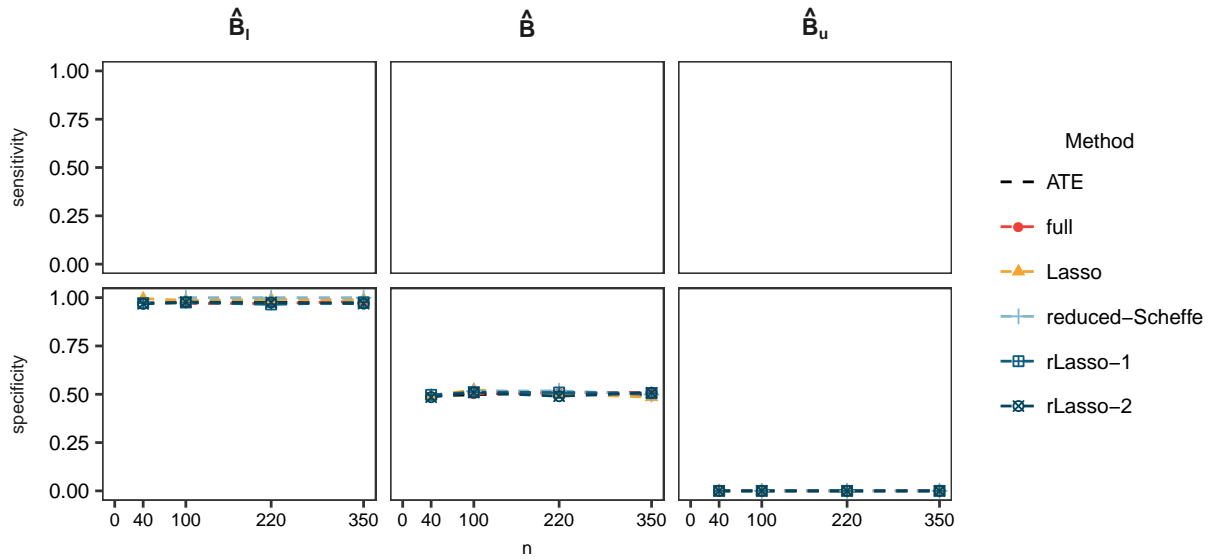 B̂ₗ B̂ B̂ᵤ
sensitivity
1.00
0.75
0.50
0.25
0.00
specificity
1.00
0.75
0.50
0.25
0.00
0 40 100 220 350 0 40 100 220 350 0 40 100 220 350
n
Method
ATE
full
Lasso
reduced−Scheffe
rLasso−1
rLasso−2